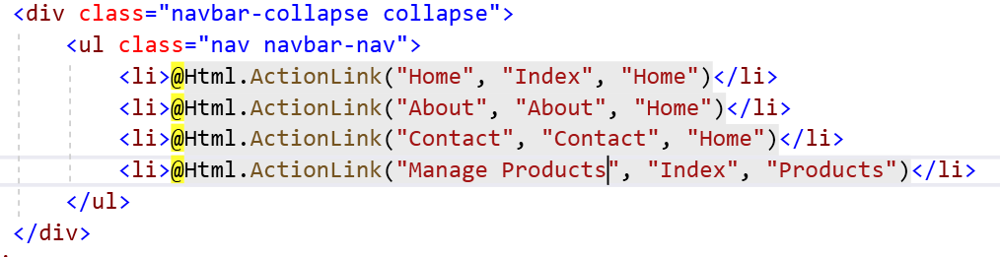 <div class="navbar-collapse collapse">
<ul class="nav navbar-nav">
<li>@Html.ActionLink("Home", "Index", "Home")</li>
<li>@Html.ActionLink("About", "About", "Home")</li>
<li>@Html.ActionLink("Contact", "Contact", "Home")</li>
<li>@Html.ActionLink("Manage Products", "Index", "Products")</li>
</ul>
</div>